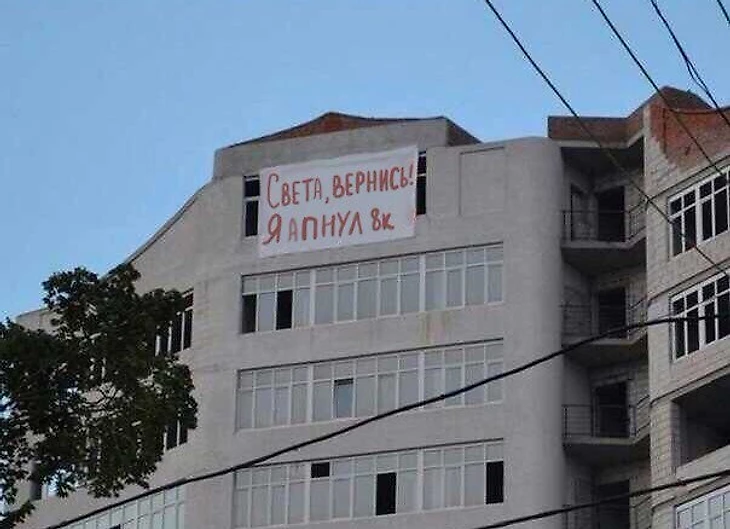 Света, вернись!
Я апнул 8к